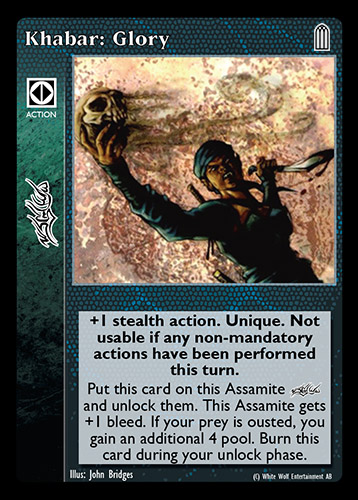 Khabar: Glory
ACTION
+1 stealth action. Unique. Not
usable if any non-mandatory
actions have been performed
this turn.
Put this card on this Assamite
and unlock them. This Assamite gets
+1 bleed. If your prey is ousted, you
gain an additional 4 pool. Burn this
card during your unlock phase.
Illus: John Bridges
(C) White Wolf Entertainment AB